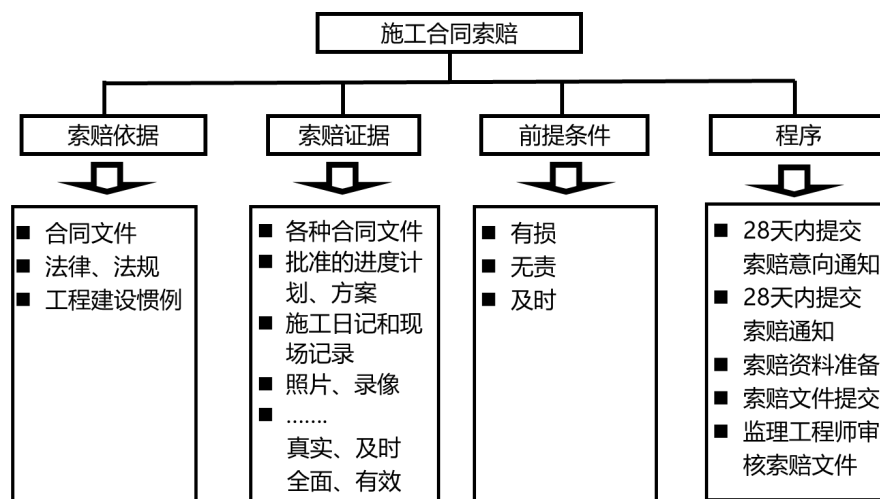 施工合同索赔
索赔依据
索赔证据
前提条件
程序
■ 合同文件
■ 法律、法规
■ 工程建设惯例
■ 各种合同文件
■ 批准的进度计
划、方案
■ 施工日记和现
场记录
■ 照片、录像
■ .......
真实、及时
全面、有效
■ 有损
■ 无责
■ 及时
■ 28天内提交
索赔意向通知
■ 28天内提交
索赔通知
■ 索赔资料准备
■ 索赔文件提交
■ 监理工程师审
核索赔文件